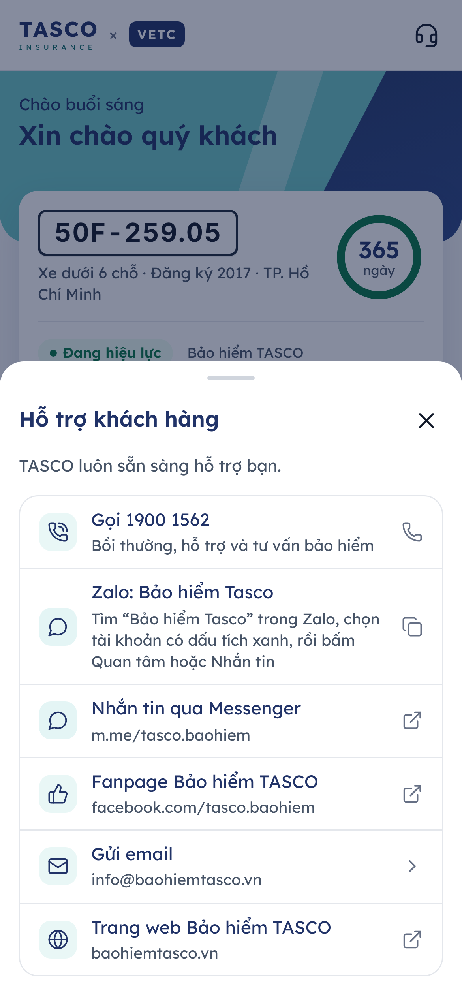 TASCO
INSURANCE
×
VETC
Chào buổi sáng
Xin chào quý khách
50F-259.05
365
ngày
Xe dưới 6 chỗ · Đăng ký 2017 · TP. Hồ
Chí Minh
Đang hiệu lực
Bảo hiểm TASCO
Hỗ trợ khách hàng
TASCO luôn sẵn sàng hỗ trợ bạn.
Gọi 1900 1562
Bồi thường, hỗ trợ và tư vấn bảo hiểm
Zalo: Bảo hiểm Tasco
Tìm “Bảo hiểm Tasco” trong Zalo, chọn
tài khoản có dấu tích xanh, rồi bấm
Quan tâm hoặc Nhắn tin
Nhắn tin qua Messenger
m.me/tasco.baohiem
Fanpage Bảo hiểm TASCO
facebook.com/tasco.baohiem
Gửi email
info@baohiemtasco.vn
Trang web Bảo hiểm TASCO
baohiemtasco.vn